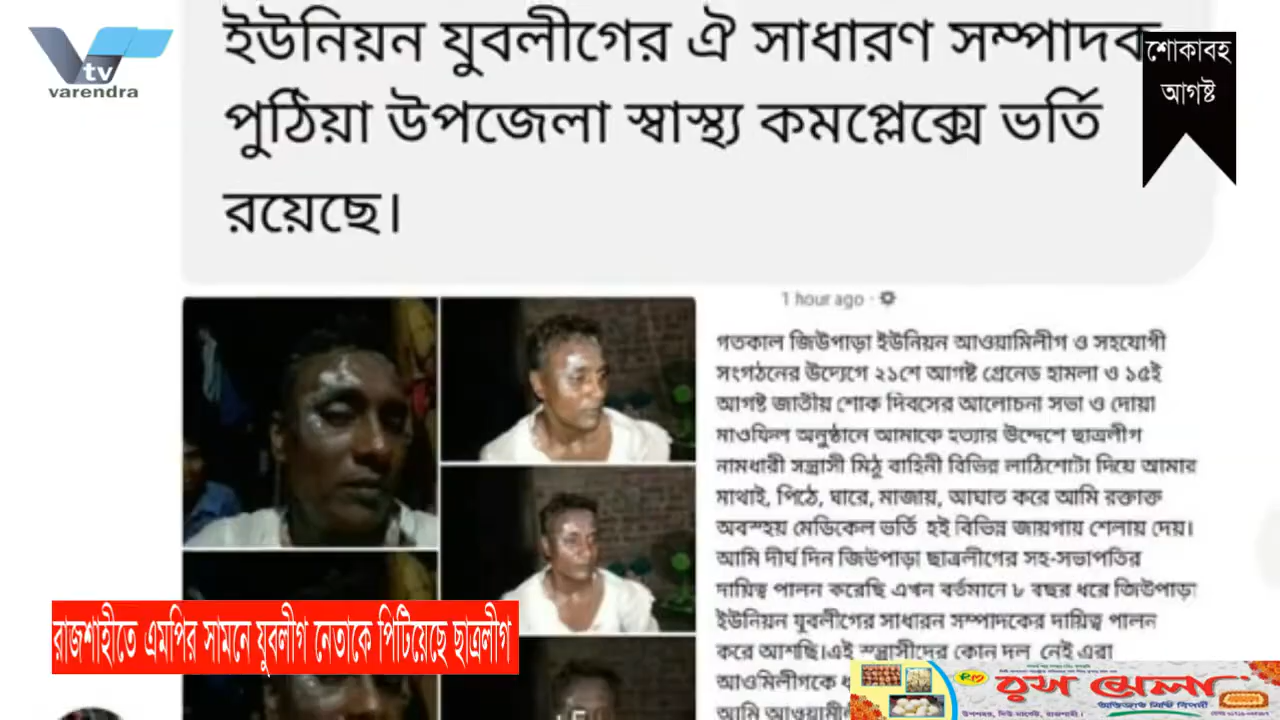 ইউনিয়ন যুবলীগের ঐ সাধারণ সম্পাদক
পুঠিয়া উপজেলা স্বাস্থ্য কমপ্লেক্সে ভর্তি
রয়েছে।
tv
varendra
শোকাবহ
আগষ্ট
1 hour ago
গতকাল জিউপাড়া ইউনিয়ন আওয়ামিলীগ ও সহযোগী
সংগঠনের উদ্যেগে ২১শে আগষ্ট গ্রেনেড হামলা ও ১৫ই
আগষ্ট জাতীয় শোক দিবসের আলোচনা সভা ও দোয়া
মাওফিল অনুষ্ঠানে আমাকে হত্যার উদ্দেশে ছাত্রলীগ
নামধারী সন্ত্রাসী মিঠু বাহিনী বিভিন্ন লাঠিশোটা দিয়ে আমার
মাথাই, পিঠে, ঘারে, মাজায়, আঘাত করে আমি রক্তাক্ত
অবস্হয় মেডিকেল ভর্তি হই বিভিন্ন জায়গায় শেলায় দেয়।
আমি দীর্ঘ দিন জিউপাড়া ছাত্রলীগের সহ-সভাপতির
দায়িত্ব পালন করেছি এখন বর্তমানে ৮ বছর ধরে জিউপাড়া
ইউনিয়ন যুবলীগের সাধারন সম্পাদকের দায়িত্ব পালন
করে আশছি।এই সন্ত্রাসীদের কোন দল নেই এরা
আওমিলীগকে
আমি
রাজশাহীতে এমপির সামনে যুবলীগ নেতাকে পিটিয়েছে ছাত্রলীগ
রুস মেলা